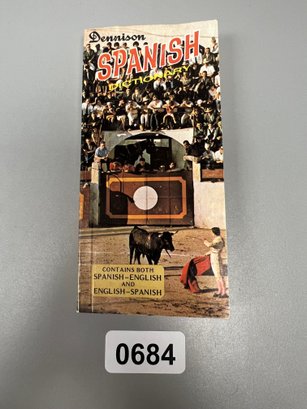 Dennison
SPANISH
DICTIONARY
CONTAINS BOTH
SPANISH-ENGLISH
AND
ENGLISH-SPANISH
0684